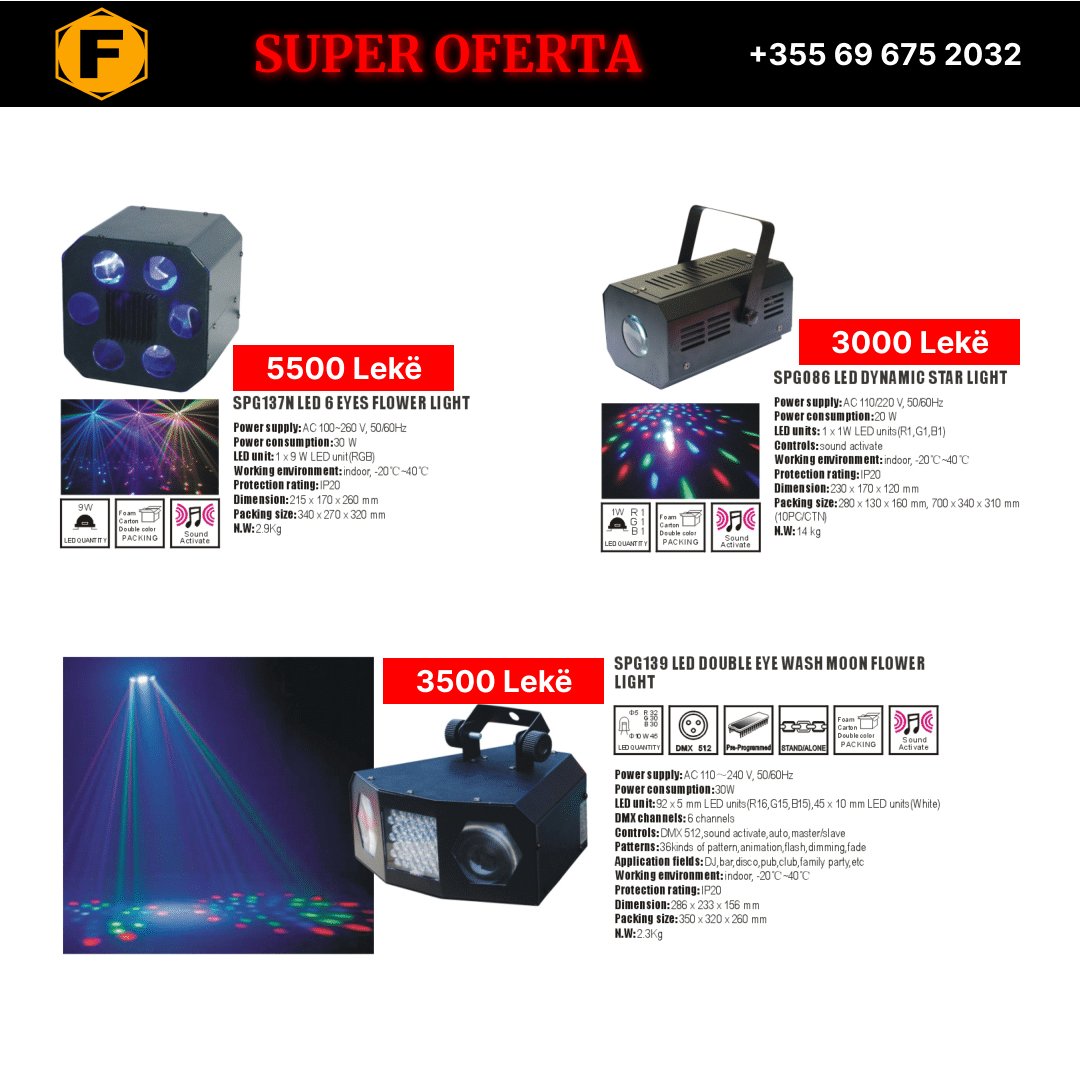 F
SUPER OFERTA
+355 69 675 2032
5500 Lekë
SPG137N LED 6 EYES FLOWER LIGHT
Power supply: AC 100~260 V, 50/60Hz
Power consumption: 30 W
LED unit: 1 x 9 W LED unit(RGB)
Working environment: indoor, -20℃~40℃
Protection rating: IP20
Dimension: 215 x 170 x 260 mm
Packing size: 340 x 270 x 320 mm
N.W: 2.9Kg
9W
LED QUANTITY
Foam
Carton
Double color
PACKING
Sound
Activate
3000 Lekë
SPG086 LED DYNAMIC STAR LIGHT
Power supply: AC 110/220 V, 50/60Hz
Power consumption: 20 W
LED units: 1 x 1W LED units(R1,G1,B1)
Controls: sound activate
Working environment: indoor, -20℃~40℃
Protection rating: IP20
Dimension: 230 x 170 x 120 mm
Packing size: 280 x 130 x 160 mm, 700 x 340 x 310 mm
(10PC/CTN)
N.W: 14 kg
1W R 1
G 1
B 1
LED QUANTITY
Foam
Carton
Double color
PACKING
Sound
Activate
3500 Lekë
SPG139 LED DOUBLE EYE WASH MOON FLOWER
LIGHT
Φ5 R 32
G 30
B 30
Φ10 W 45
LED QUANTITY
DMX 512
Pre-Programmed
STAND/ALONE
Foam
Carton
Double color
PACKING
Sound
Activate
Power supply: AC 110～240 V, 50/60Hz
Power consumption: 30W
LED unit: 92 x 5 mm LED units(R16,G15,B15),45 x 10 mm LED units(White)
DMX channels: 6 channels
Controls: DMX 512,sound activate,auto,master/slave
Patterns: 36kinds of pattern,animation,flash,dimming,fade
Application fields: DJ,bar,disco,pub,club,family party,etc
Working environment: indoor, -20℃~40℃
Protection rating: IP20
Dimension: 286 x 233 x 156 mm
Packing size: 350 x 320 x 260 mm
N.W: 2.3Kg